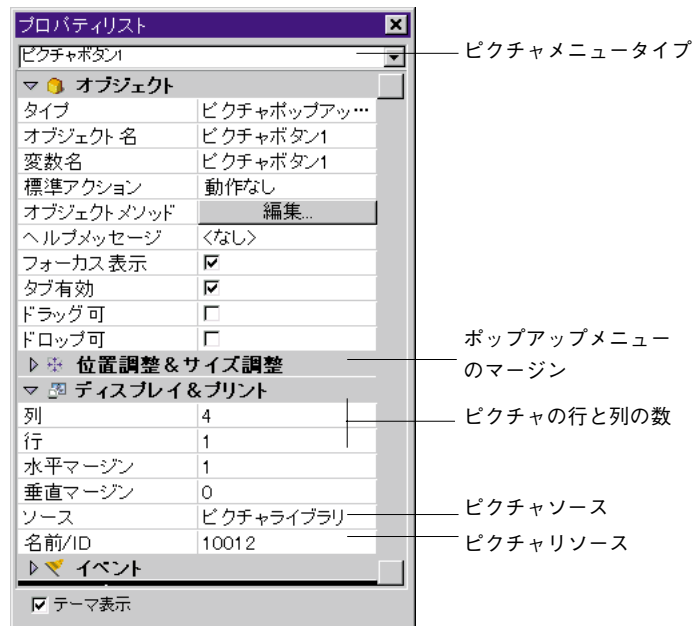 プロパティリスト
ピクチャボタン1
オブジェクト
タイプ ピクチャポップアッ…
オブジェクト名 ピクチャボタン1
変数名 ピクチャボタン1
標準アクション 動作なし
オブジェクトメソッド 編集...
ヘルプメッセージ <なし>
フォーカス表示
タブ有効
ドラッグ可
ドロップ可
位置調整&サイズ調整
ディスプレイ&プリント
列 4
行 1
水平マージン 1
垂直マージン 0
ソース ピクチャライブラリ
名前/ID 10012
イベント
テーマ表示
ピクチャメニュータイプ
ポップアップメニュー
のマージン
ピクチャの行と列の数
ピクチャソース
ピクチャリソース